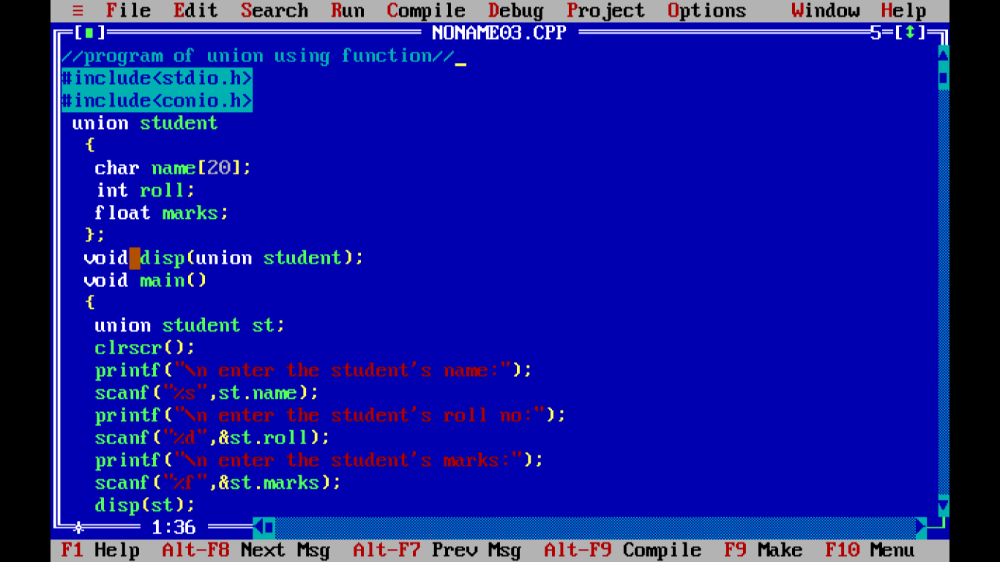 ≡ File Edit Search Run Compile Debug Project Options Window Help
[■] NONAME03.CPP 5=[↕]
//program of union using function//_
#include<stdio.h>
#include<conio.h>
union student
{
char name[20];
int roll;
float marks;
};
void disp(union student);
void main()
{
union student st;
clrscr();
printf("\n enter the student's name:");
scanf("%s",st.name);
printf("\n enter the student's roll no:");
scanf("%d",&st.roll);
printf("\n enter the student's marks:");
scanf("%f",&st.marks);
disp(st);
1:36
F1 Help Alt-F8 Next Msg Alt-F7 Prev Msg Alt-F9 Compile F9 Make F10 Menu